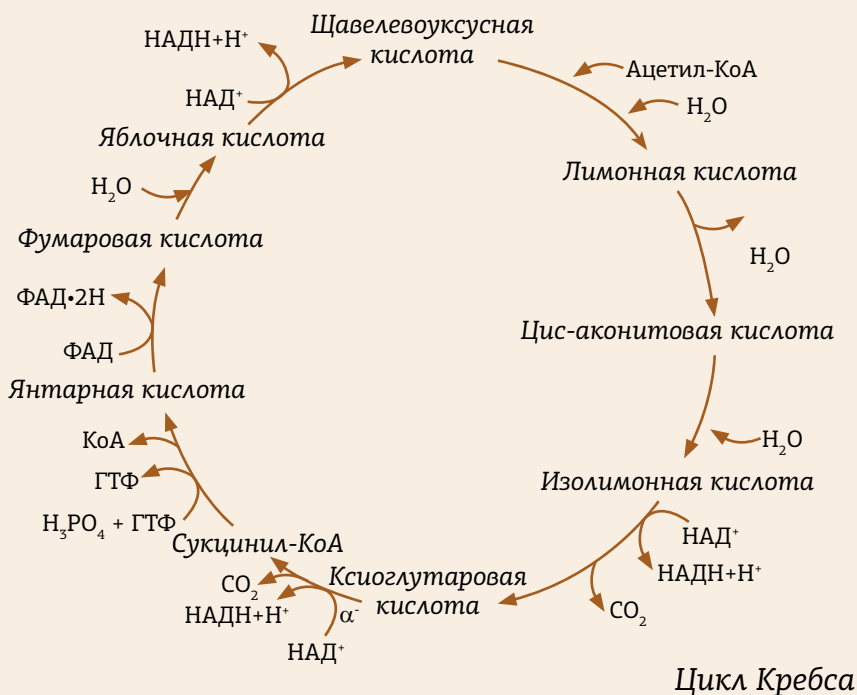 Щавелевоуксусная
кислота
Ацетил-КоА
H₂O
Лимонная кислота
H₂O
Цис-аконитовая кислота
H₂O
Изолимонная кислота
НАД⁺
НАДН+Н⁺
CO₂
Ксиоглутаровая
кислота
α-
НАД⁺
НАДН+Н⁺
CO₂
Сукцинил-КоА
H₃PO₄ + ГТФ
ГТФ
КоА
Янтарная кислота
ФАД
ФАД•2Н
Фумаровая кислота
H₂O
Яблочная кислота
НАД⁺
НАДН+Н⁺
Цикл Кребса